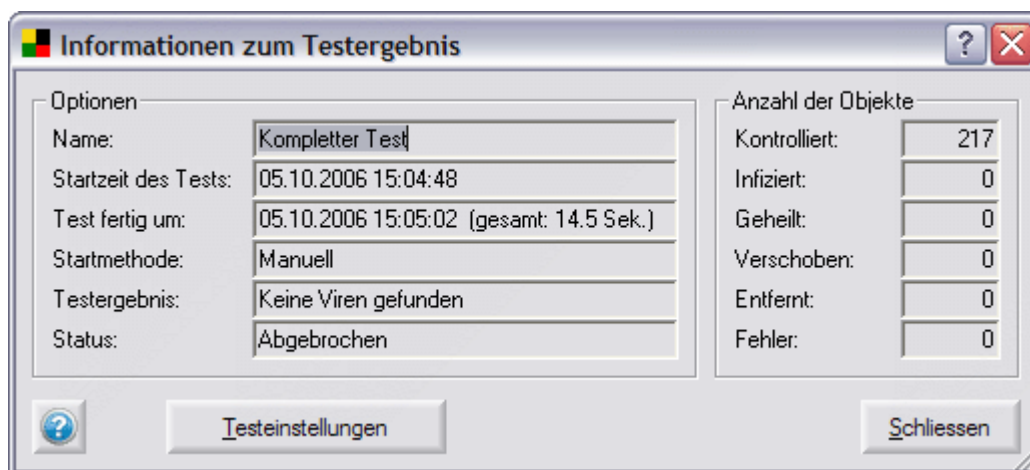 Informationen zum Testergebnis
Optionen
Name: Kompletter Test
Startzeit des Tests: 05.10.2006 15:04:48
Test fertig um: 05.10.2006 15:05:02 (gesamt: 14.5 Sek.)
Startmethode: Manuell
Testergebnis: Keine Viren gefunden
Status: Abgebrochen
Anzahl der Objekte
Kontrolliert: 217
Infiziert: 0
Geheilt: 0
Verschoben: 0
Entfernt: 0
Fehler: 0
Testeinstellungen
Schliessen